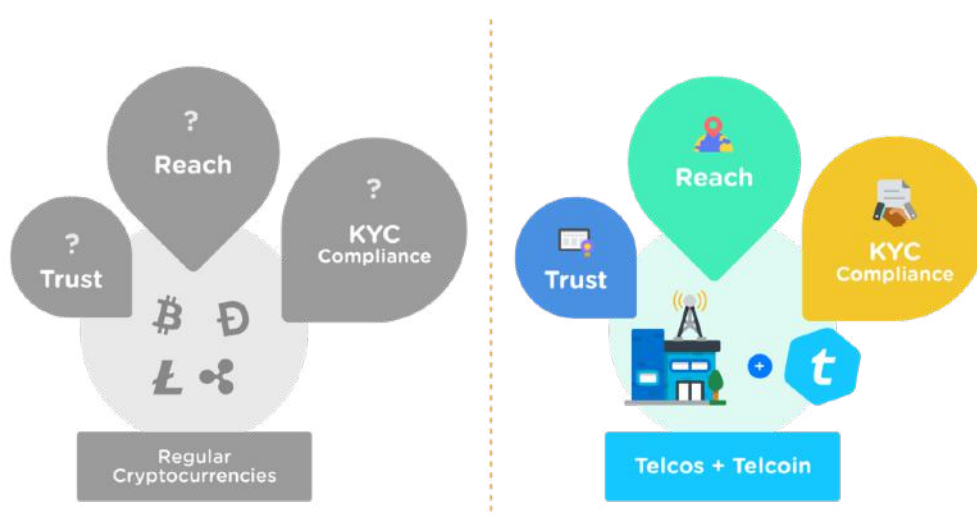 ?
Reach
?
KYC
Compliance
?
Trust
Regular
Cryptocurrencies
Reach
KYC
Compliance
Trust
+
t
Telcos + Telcoin